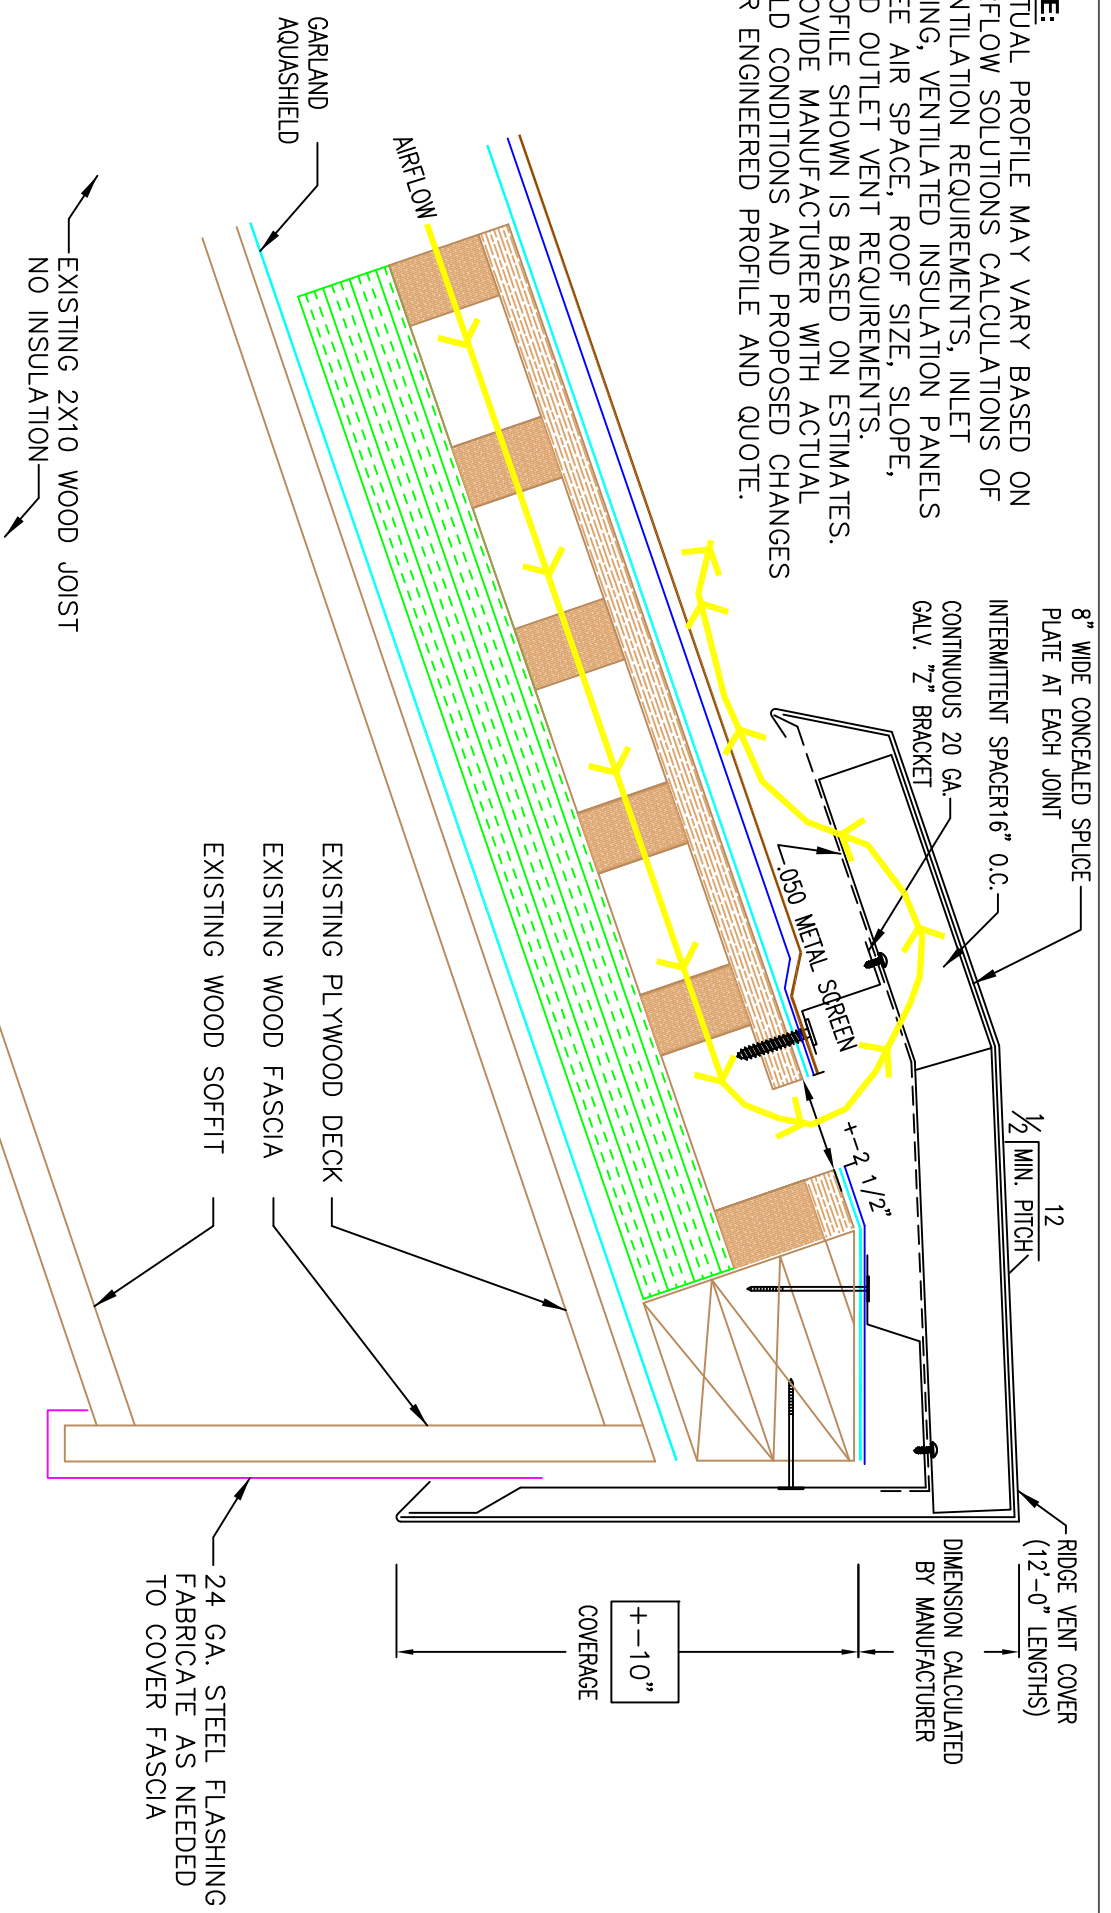 E:
TUAL PROFILE MAY VARY BASED ON
FLOW SOLUTIONS CALCULATIONS OF
NTILATION REQUIREMENTS, INLET
ING, VENTILATED INSULATION PANELS
EE AIR SPACE, ROOF SIZE, SLOPE,
D OUTLET VENT REQUIREMENTS.
OFILE SHOWN IS BASED ON ESTIMATES.
OVIDE MANUFACTURER WITH ACTUAL
LD CONDITIONS AND PROPOSED CHANGES
R ENGINEERED PROFILE AND QUOTE.
8" WIDE CONCEALED SPLICE
PLATE AT EACH JOINT
INTERMITTENT SPACER16" O.C.
CONTINUOUS 20 GA.
GALV. "Z" BRACKET
1/2
12
MIN. PITCH
RIDGE VENT COVER
(12'-0" LENGTHS)
DIMENSION CALCULATED
BY MANUFACTURER
+-10"
COVERAGE
.050 METAL SCREEN
+-2 1/2"
GARLAND
AQUASHIELD
AIRFLOW
EXISTING PLYWOOD DECK
EXISTING WOOD FASCIA
EXISTING WOOD SOFFIT
24 GA. STEEL FLASHING
FABRICATE AS NEEDED
TO COVER FASCIA
EXISTING 2X10 WOOD JOIST
NO INSULATION